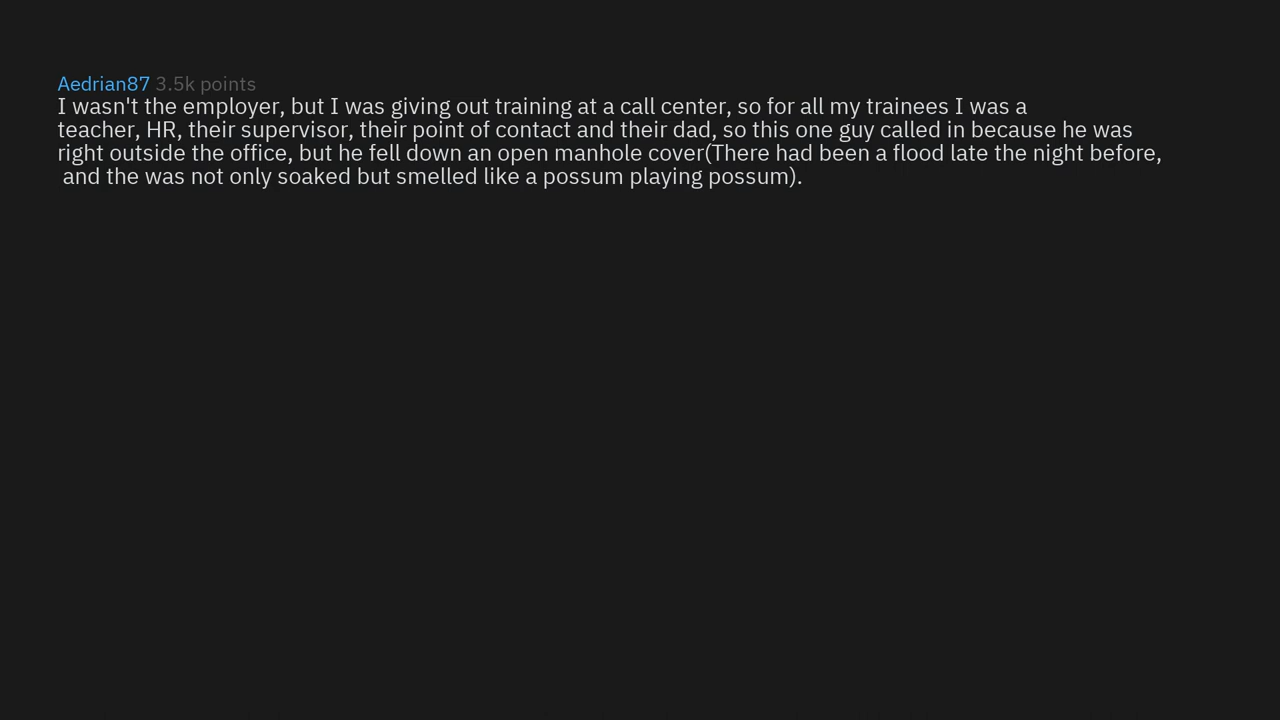 Aedrian87 3.5k points
I wasn't the employer, but I was giving out training at a call center, so for all my trainees I was a
teacher, HR, their supervisor, their point of contact and their dad, so this one guy called in because he was
right outside the office, but he fell down an open manhole cover(There had been a flood late the night before,
and the was not only soaked but smelled like a possum playing possum).